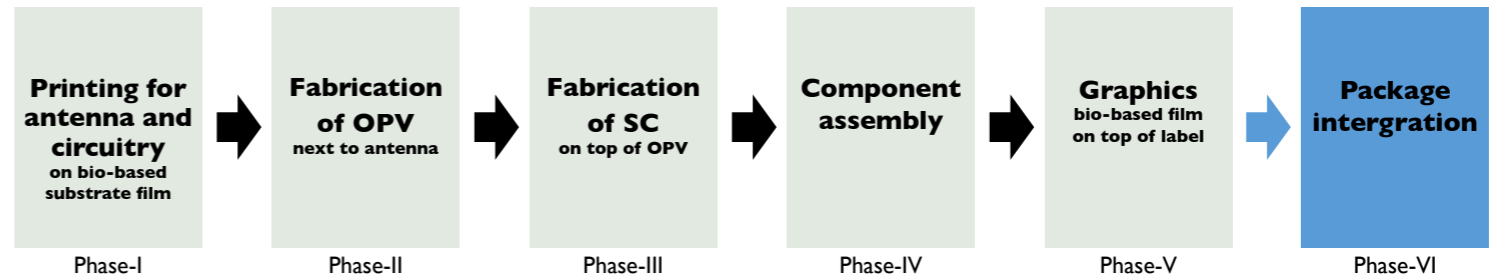 Printing for
antenna and
circuitry
on bio-based
substrate film
Phase-I
Fabrication
of OPV
next to antenna
Phase-II
Fabrication
of SC
on top of OPV
Phase-III
Component
assembly
Phase-IV
Graphics
bio-based film
on top of label
Phase-V
Package
intergration
Phase-VI